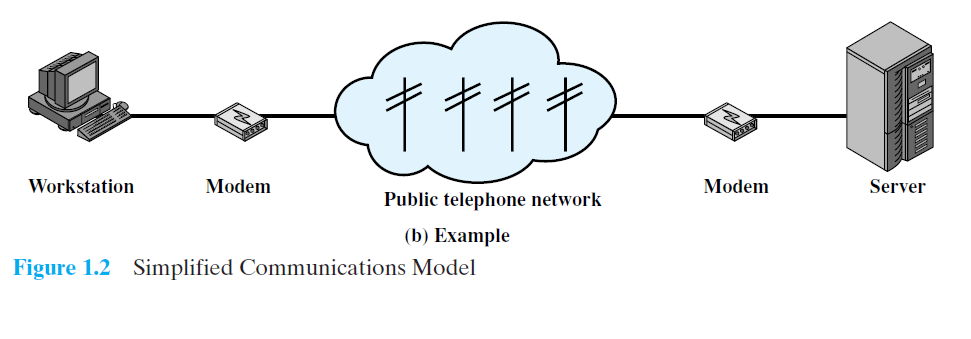 Workstation
Modem
Public telephone network
Modem
Server
(b) Example
Figure 1.2 Simplified Communications Model